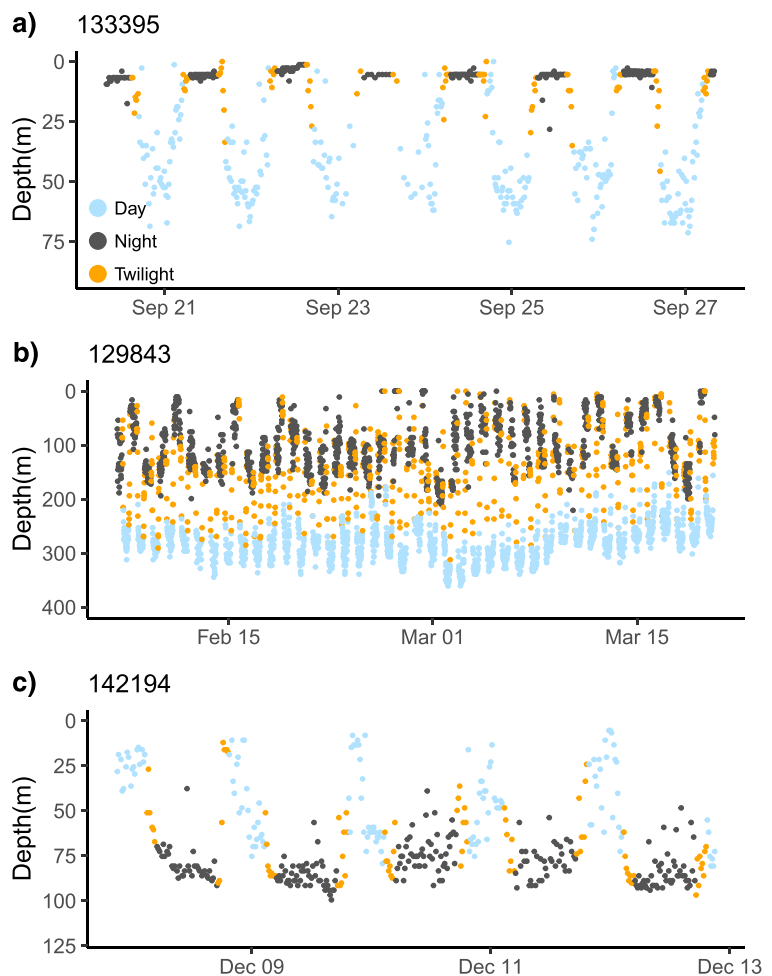 a) 133395
0
25
50
75
Depth(m)
Day
Night
Twilight
Sep 21 Sep 23 Sep 25 Sep 27
b) 129843
0
100
200
300
400
Depth(m)
Feb 15 Mar 01 Mar 15
c) 142194
0
25
50
75
100
125
Depth(m)
Dec 09 Dec 11 Dec 13